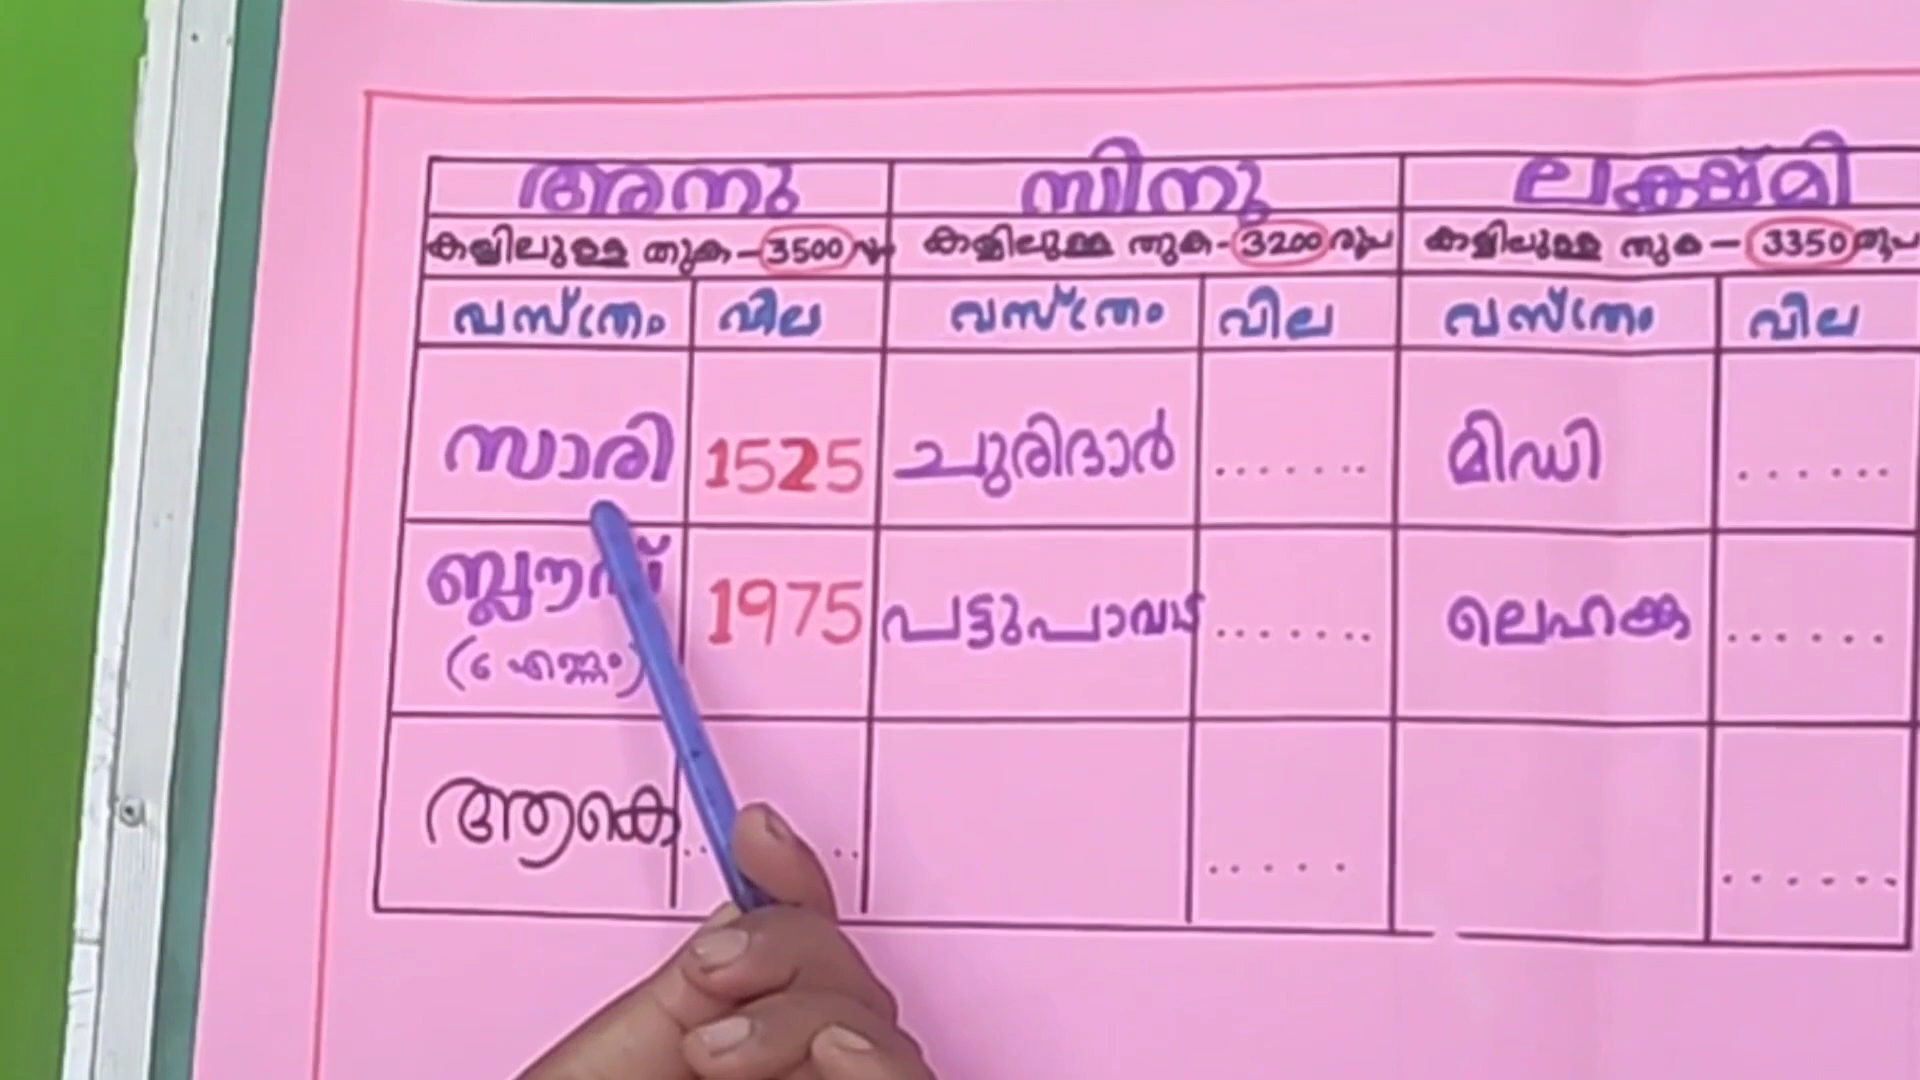 അനു സിനു ലക്ഷ്മി
കയ്യിലുള്ള തുക - 3500 രൂപ കയ്യിലുള്ള തുക - 3200 രൂപ കയ്യിലുള്ള തുക - 3350 രൂപ
വസ്ത്രം വില വസ്ത്രം വില വസ്ത്രം വില
സാരി 1525 ചുരിദാർ ....... മിഡി ......
ബ്ലൗസ് 1975 പട്ടുപാവാട ....... ലെഹങ്ക ......
(6 എണ്ണം)
ആകെ .... ..... ......